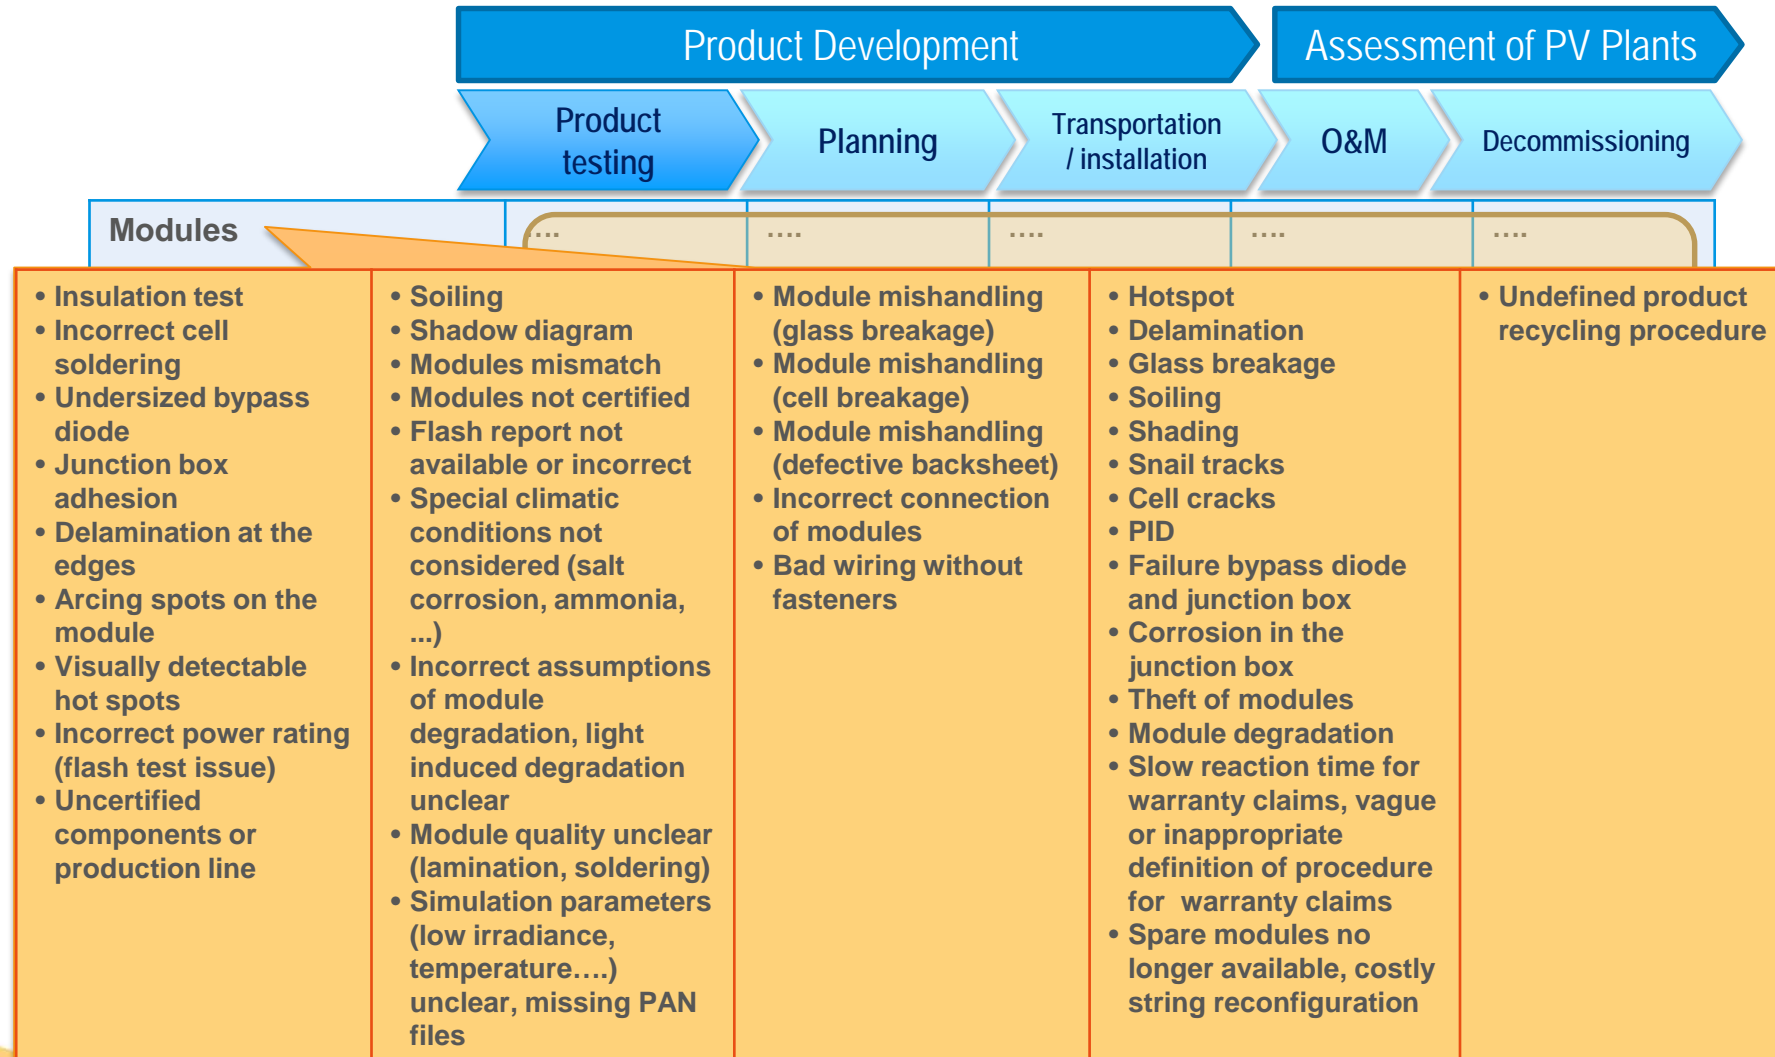 Product Development
Assessment of PV Plants
Product
testing
Planning
Transportation
/ installation
O&M
Decommissioning
Modules
....
....
....
....
....
• Insulation test
• Incorrect cell
soldering
• Undersized bypass
diode
• Junction box
adhesion
• Delamination at the
edges
• Arcing spots on the
module
• Visually detectable
hot spots
• Incorrect power rating
(flash test issue)
• Uncertified
components or
production line
• Soiling
• Shadow diagram
• Modules mismatch
• Modules not certified
• Flash report not
available or incorrect
• Special climatic
conditions not
considered (salt
corrosion, ammonia,
...)
• Incorrect assumptions
of module
degradation, light
induced degradation
unclear
• Module quality unclear
(lamination, soldering)
• Simulation parameters
(low irradiance,
temperature….)
unclear, missing PAN
files
• Module mishandling
(glass breakage)
• Module mishandling
(cell breakage)
• Module mishandling
(defective backsheet)
• Incorrect connection
of modules
• Bad wiring without
fasteners
• Hotspot
• Delamination
• Glass breakage
• Soiling
• Shading
• Snail tracks
• Cell cracks
• PID
• Failure bypass diode
and junction box
• Corrosion in the
junction box
• Theft of modules
• Module degradation
• Slow reaction time for
warranty claims, vague
or inappropriate
definition of procedure
for warranty claims
• Spare modules no
longer available, costly
string reconfiguration
• Undefined product
recycling procedure